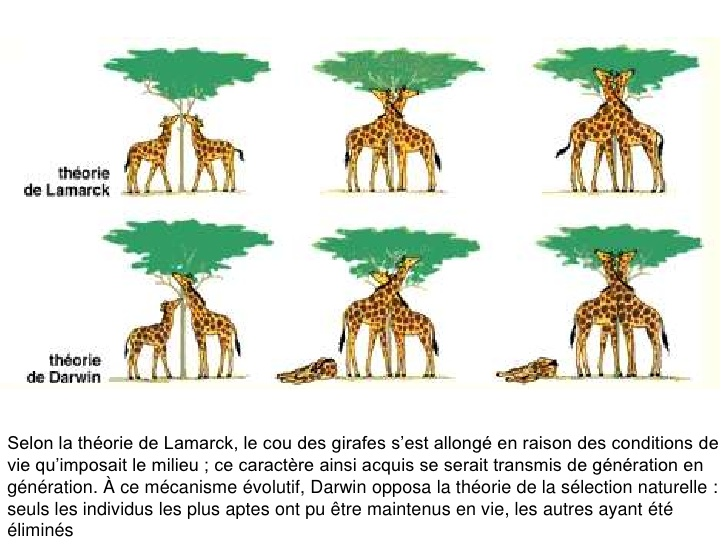 théorie
de Lamarck
théorie
de Darwin
Selon la théorie de Lamarck, le cou des girafes s’est allongé en raison des conditions de
vie qu’imposait le milieu ; ce caractère ainsi acquis se serait transmis de génération en
génération. À ce mécanisme évolutif, Darwin opposa la théorie de la sélection naturelle :
seuls les individus les plus aptes ont pu être maintenus en vie, les autres ayant été
éliminés